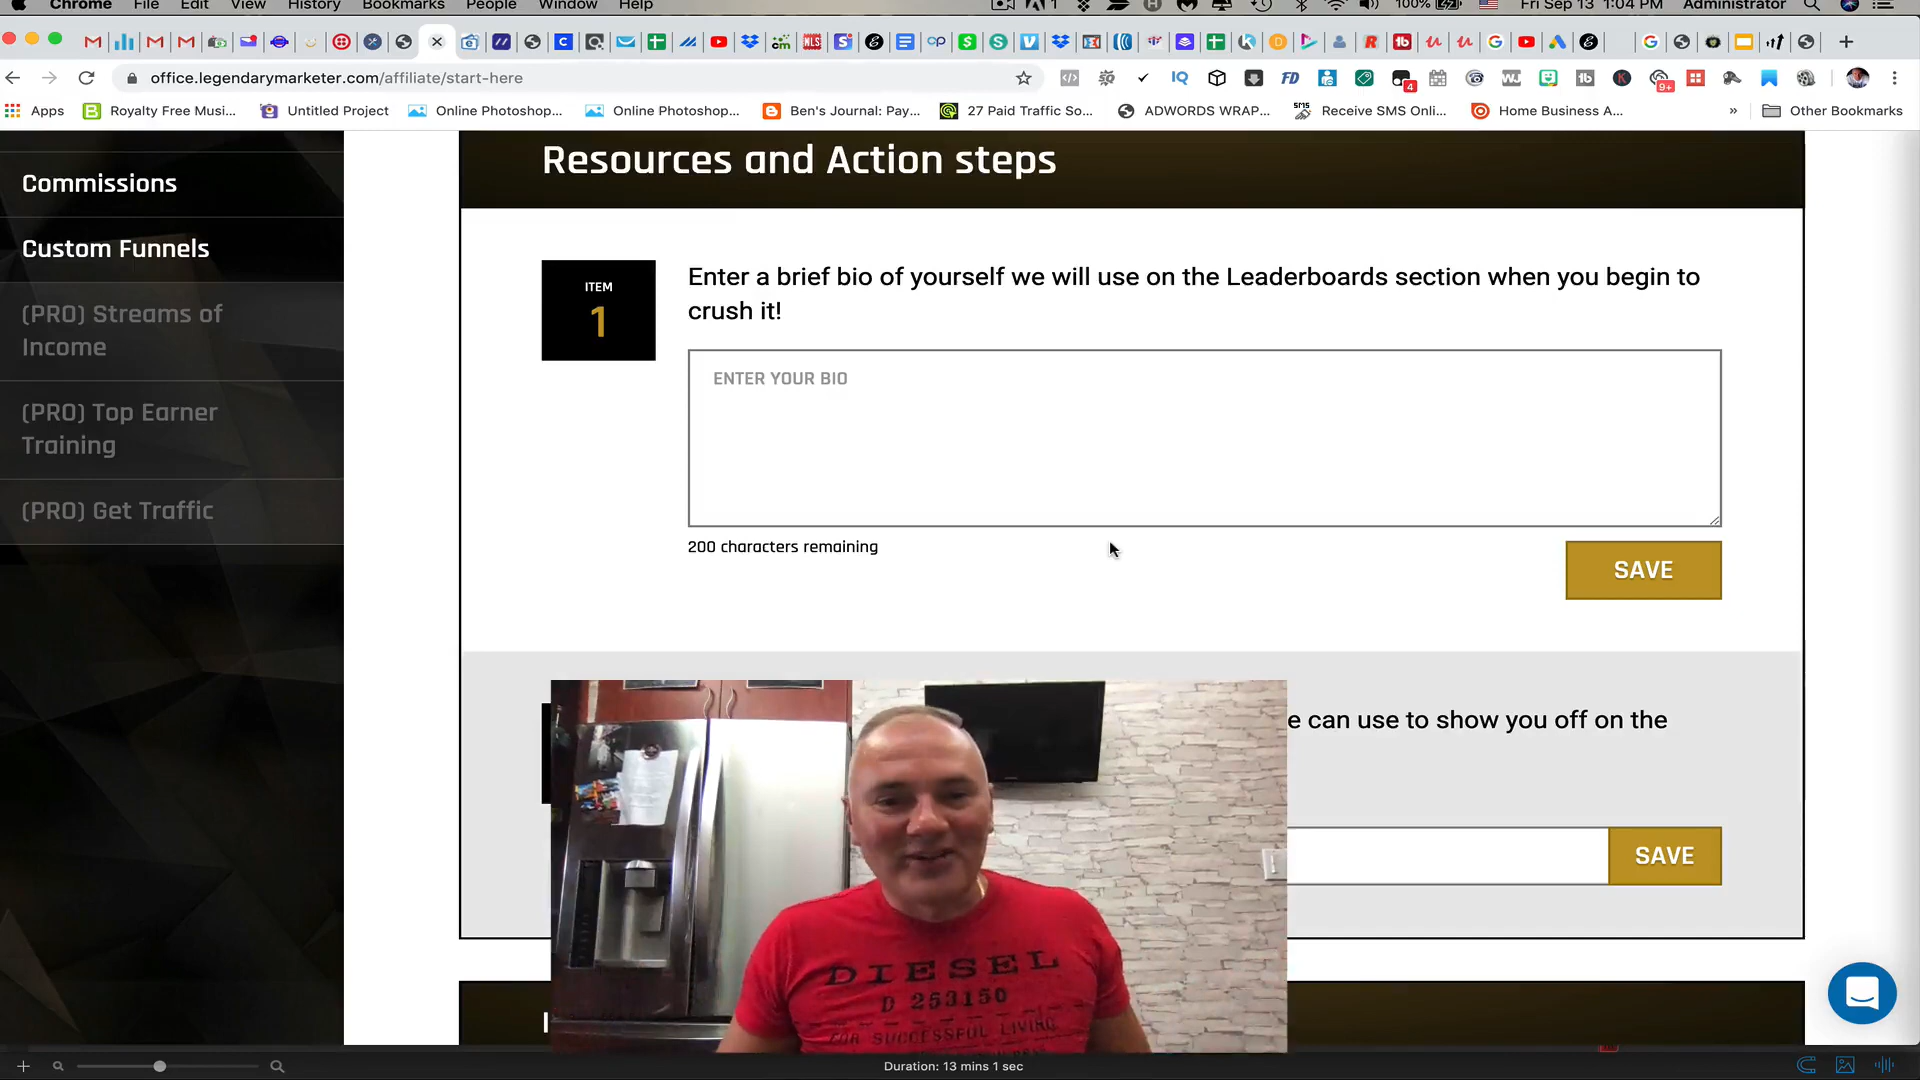 Chrome File Edit View History Bookmarks People Window Help 100% Fri Sep 13 1:04 PM Administrator
office.legendarymarketer.com/affiliate/start-here
Apps Royalty Free Musi... Untitled Project Online Photoshop... Online Photoshop... Ben's Journal: Pay... 27 Paid Traffic So... ADWORDS WRAP... Receive SMS Onli... Home Business A... » Other Bookmarks
Commissions
Custom Funnels
(PRO) Streams of
Income
(PRO) Top Earner
Training
(PRO) Get Traffic
Resources and Action steps
ITEM
1
Enter a brief bio of yourself we will use on the Leaderboards section when you begin to
crush it!
ENTER YOUR BIO
200 characters remaining
SAVE
e can use to show you off on the
SAVE
DIESEL
D 253150
FOR SUCCESSFUL LIVING
Duration: 13 mins 1 sec